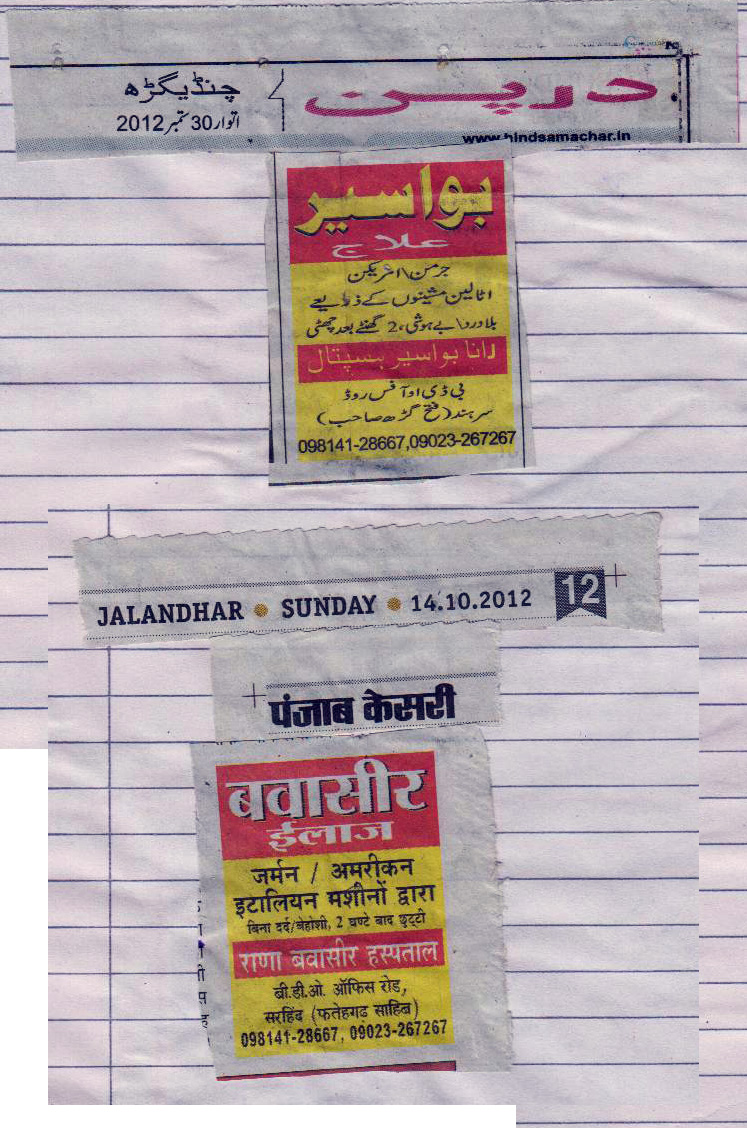 چنڈیگڑھ
درپن
اتوار 30 ستمبر 2012
www.hindsamachar.in
بواسیر
علاج
جرمن\امریکن
اٹالین مشینوں کے ذریعے
بلا درد\بے ہوشی، 2 گھنٹے بعد چھٹی
رانا بواسیر ہسپتال
بی ڈی او آفس روڈ
سرہند (فتح گڑھ صاحب)
098141-28667,09023-267267
JALANDHAR SUNDAY 14.10.2012 12
पंजाब केसरी
बवासीर
ईलाज
जर्मन / अमरीकन
इटालियन मशीनों द्वारा
बिना दर्द/बेहोशी, 2 घण्टे बाद छुट्टी
राणा बवासीर हस्पताल
बी.डी.ओ. ऑफिस रोड,
सरहिंद (फतेहगढ साहिब)
098141-28667, 09023-267267